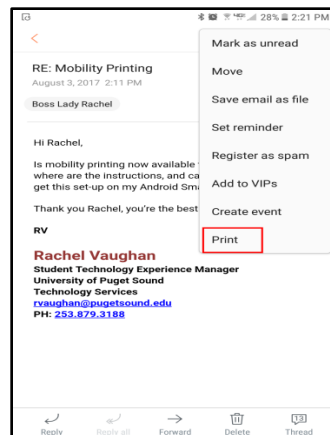 28% 2:21 PM
RE: Mobility Printing
August 3, 2017 2:11 PM
Boss Lady Rachel
Mark as unread
Move
Save email as file
Set reminder
Register as spam
Add to VIPs
Create event
Print
Hi Rachel,
Is mobility printing now available
where are the instructions, and ca
get this set-up on my Android Sma
Thank you Rachel, you're the best
RV
Rachel Vaughan
Student Technology Experience Manager
University of Puget Sound
Technology Services
rvaughan@pugetsound.edu
PH: 253.879.3188
Reply Reply all Forward Delete 13 Thread